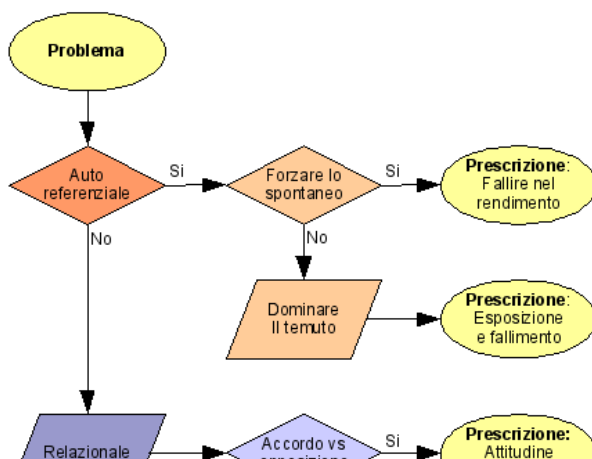 Problema
Auto
referenziale
Si
Forzare lo
spontaneo
Si
Prescrizione:
Fallire nel
rendimento
No
No
Dominare
Il temuto
Prescrizione:
Esposizione
e fallimento
Relazionale
Accordo vs
Si
Prescrizione:
Attitudine